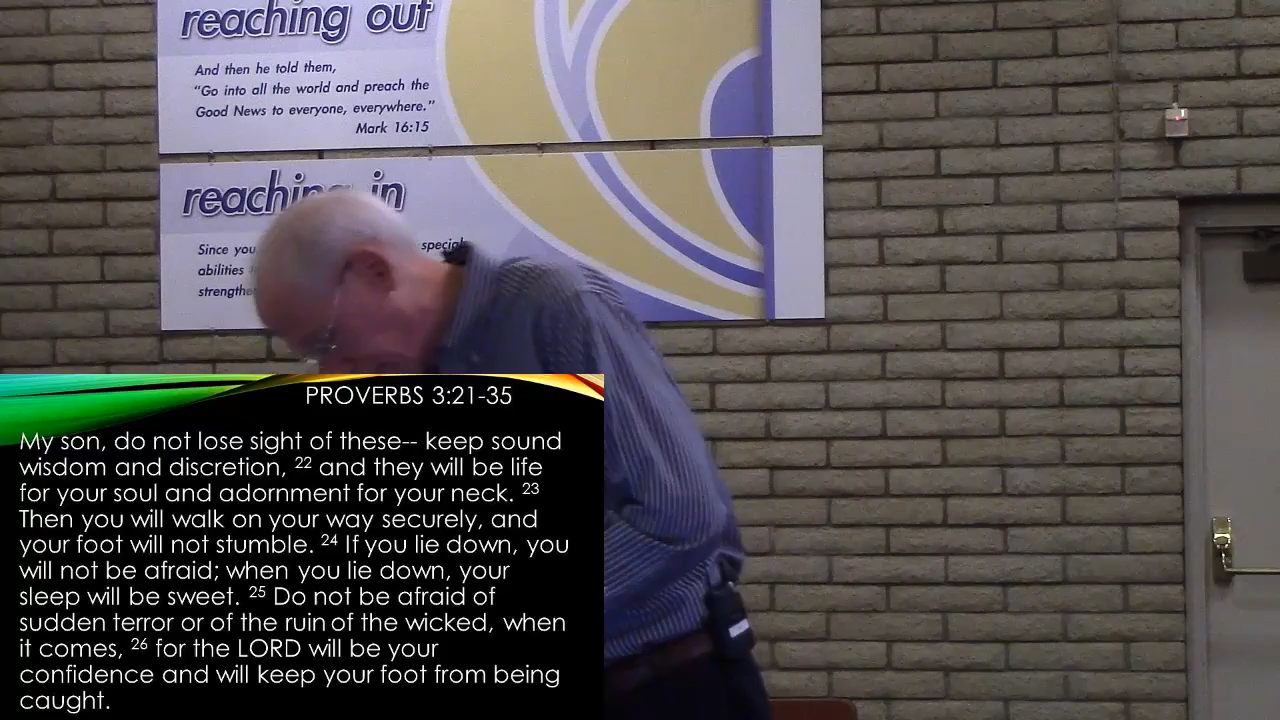 reaching out
And then he told them,
“Go into all the world and preach the
Good News to everyone, everywhere.”
Mark 16:15
reaching in
Since you special
abilities
strengthe
PROVERBS 3:21-35
My son, do not lose sight of these-- keep sound
wisdom and discretion, 22 and they will be life
for your soul and adornment for your neck. 23
Then you will walk on your way securely, and
your foot will not stumble. 24 If you lie down, you
will not be afraid; when you lie down, your
sleep will be sweet. 25 Do not be afraid of
sudden terror or of the ruin of the wicked, when
it comes, 26 for the LORD will be your
confidence and will keep your foot from being
caught.